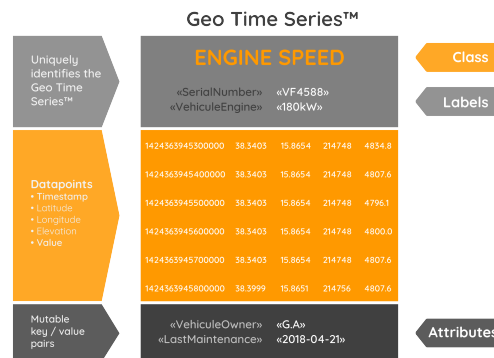 Geo Time Series™
Uniquely
identifies the
Geo Time
Series™
ENGINE SPEED
«SerialNumber» «VF4588»
«VehiculeEngine» «180kW»
Class
Labels
Datapoints
• Timestamp
• Latitude
• Longitude
• Elevation
• Value
1424363945300000 38.3403 15.8654 214748 4834.8
1424363945400000 38.3403 15.8654 214748 4807.6
1424363945500000 38.3403 15.8654 214748 4796.1
1424363945600000 38.3403 15.8654 214748 4800.0
1424363945700000 38.3403 15.8654 214748 4807.6
1424363945800000 38.3999 15.8651 214756 4807.6
Mutable
key / value
pairs
«VehiculeOwner» «G.A»
«LastMaintenance» «2018-04-21»
Attributes